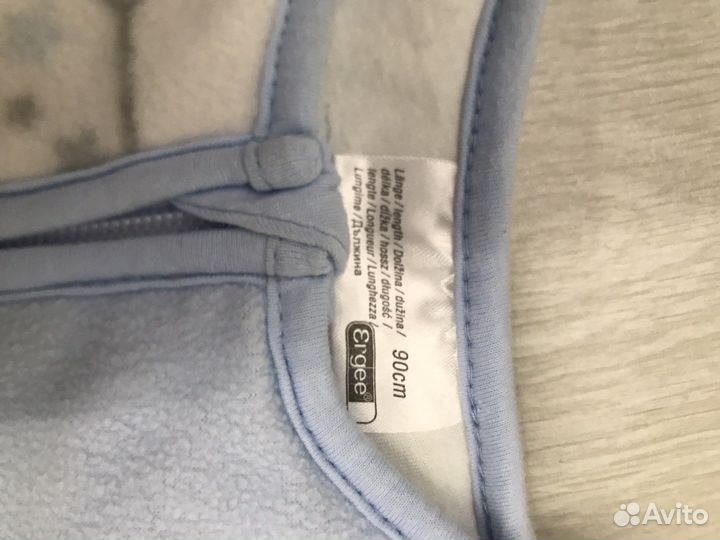 Länge / length / Dolžina / dužina /
délka / dĺžka / hossz / długość /
lengte / Longueur / Lunghezza /
Lungime / Дължина
90cm
Ergee®
Avito